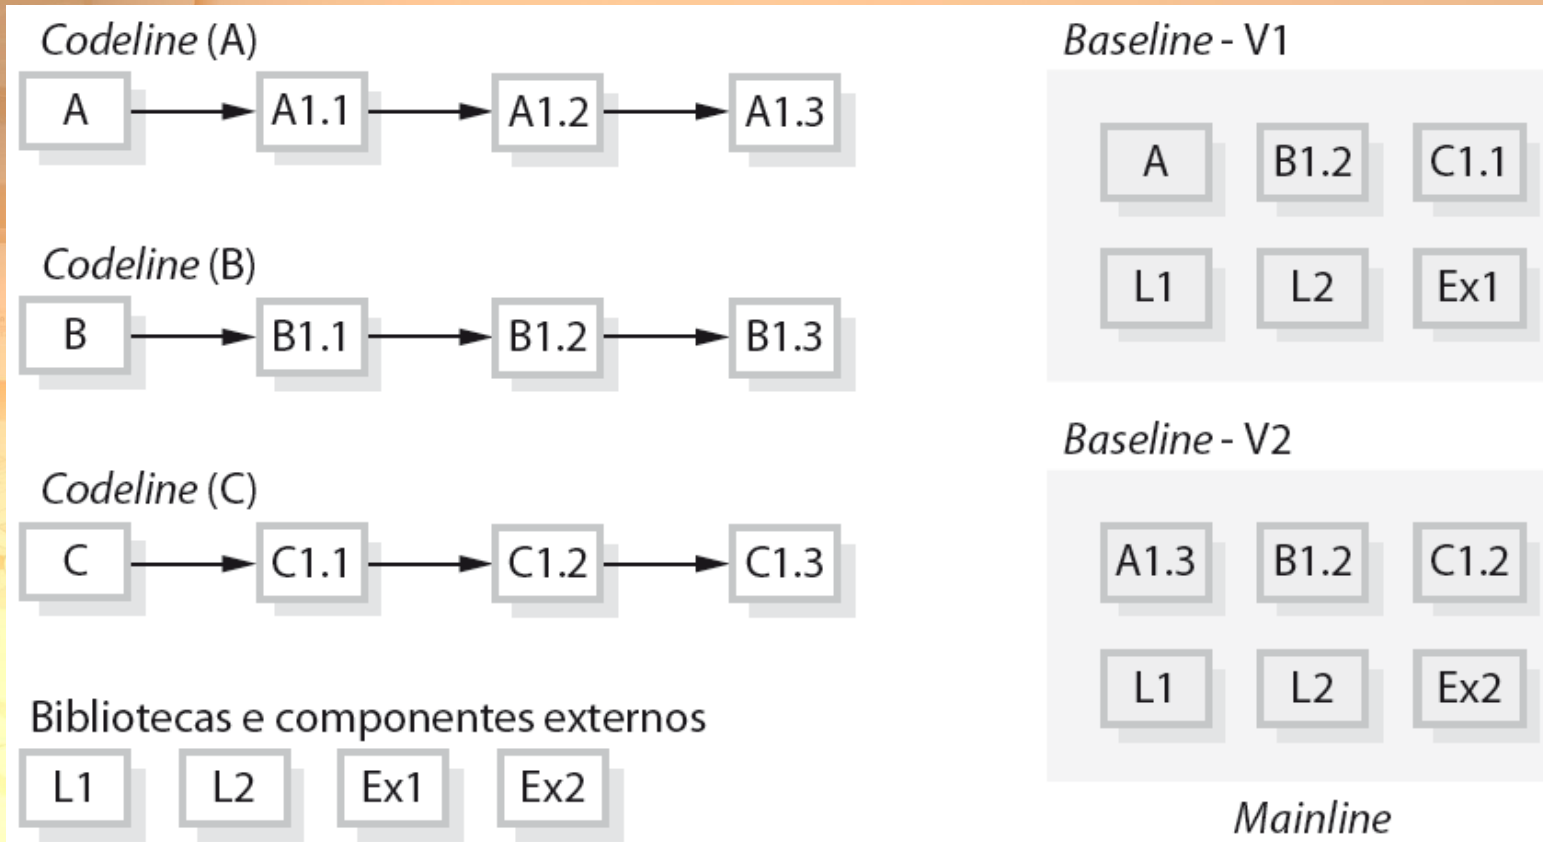 Codeline (A)
A A1.1 A1.2 A1.3
Codeline (B)
B B1.1 B1.2 B1.3
Codeline (C)
C C1.1 C1.2 C1.3
Bibliotecas e componentes externos
L1 L2 Ex1 Ex2
Baseline - V1
A B1.2 C1.1
L1 L2 Ex1
Baseline - V2
A1.3 B1.2 C1.2
L1 L2 Ex2
Mainline